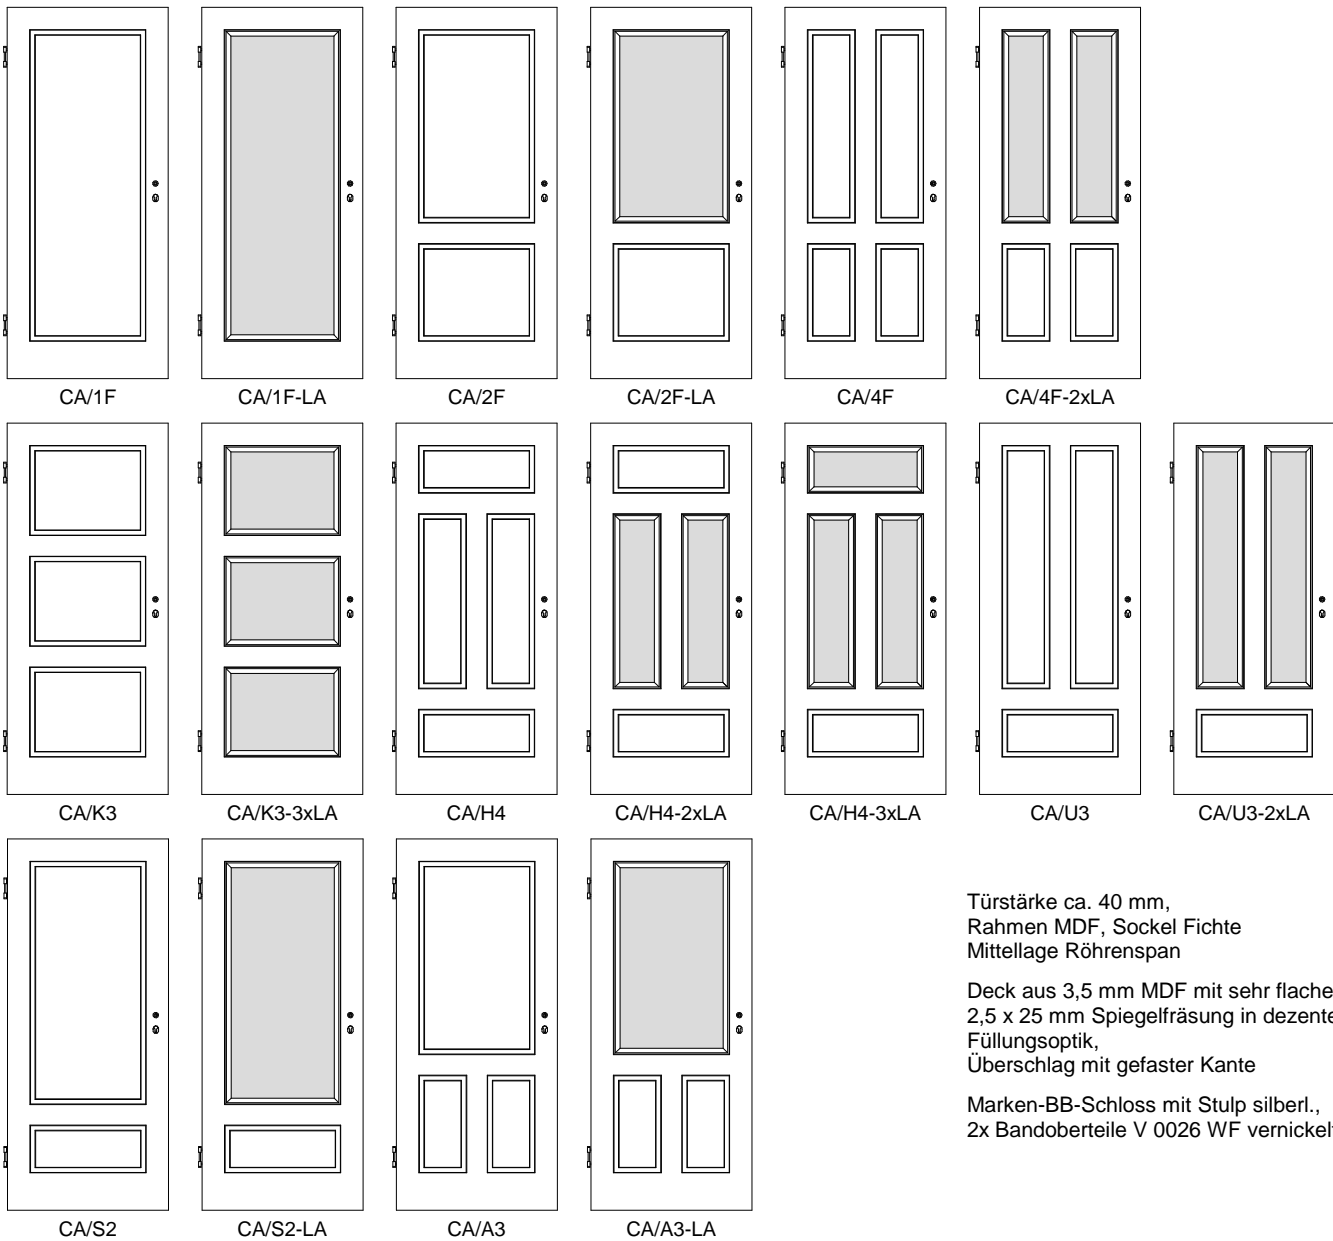 CA/1F
CA/1F-LA
CA/2F
CA/2F-LA
CA/4F
CA/4F-2xLA
CA/K3
CA/K3-3xLA
CA/H4
CA/H4-2xLA
CA/H4-3xLA
CA/U3
CA/U3-2xLA
Türstärke ca. 40 mm,
Rahmen MDF, Sockel Fichte
Mittellage Röhrenspan
Deck aus 3,5 mm MDF mit sehr flache
2,5 x 25 mm Spiegelfräsung in dezente
Füllungsoptik,
Überschlag mit gefaster Kante
Marken-BB-Schloss mit Stulp silberl.,
2x Bandoberteile V 0026 WF vernickelt
CA/S2
CA/S2-LA
CA/A3
CA/A3-LA